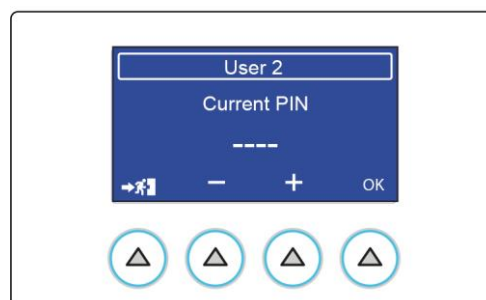 User 2
Current PIN
----
− + OK